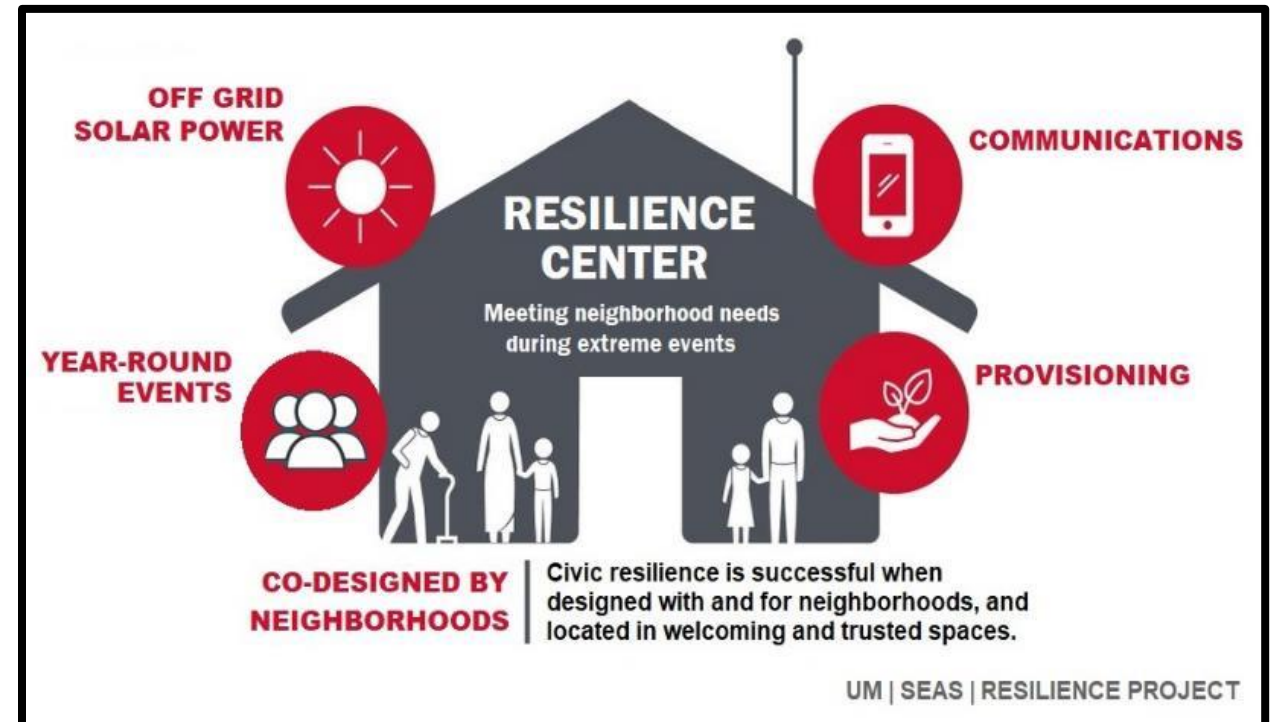 OFF GRID
SOLAR POWER
COMMUNICATIONS
RESILIENCE
CENTER
Meeting neighborhood needs
during extreme events
YEAR-ROUND
EVENTS
PROVISIONING
CO-DESIGNED BY
NEIGHBORHOODS
Civic resilience is successful when
designed with and for neighborhoods, and
located in welcoming and trusted spaces.
UM | SEAS | RESILIENCE PROJECT